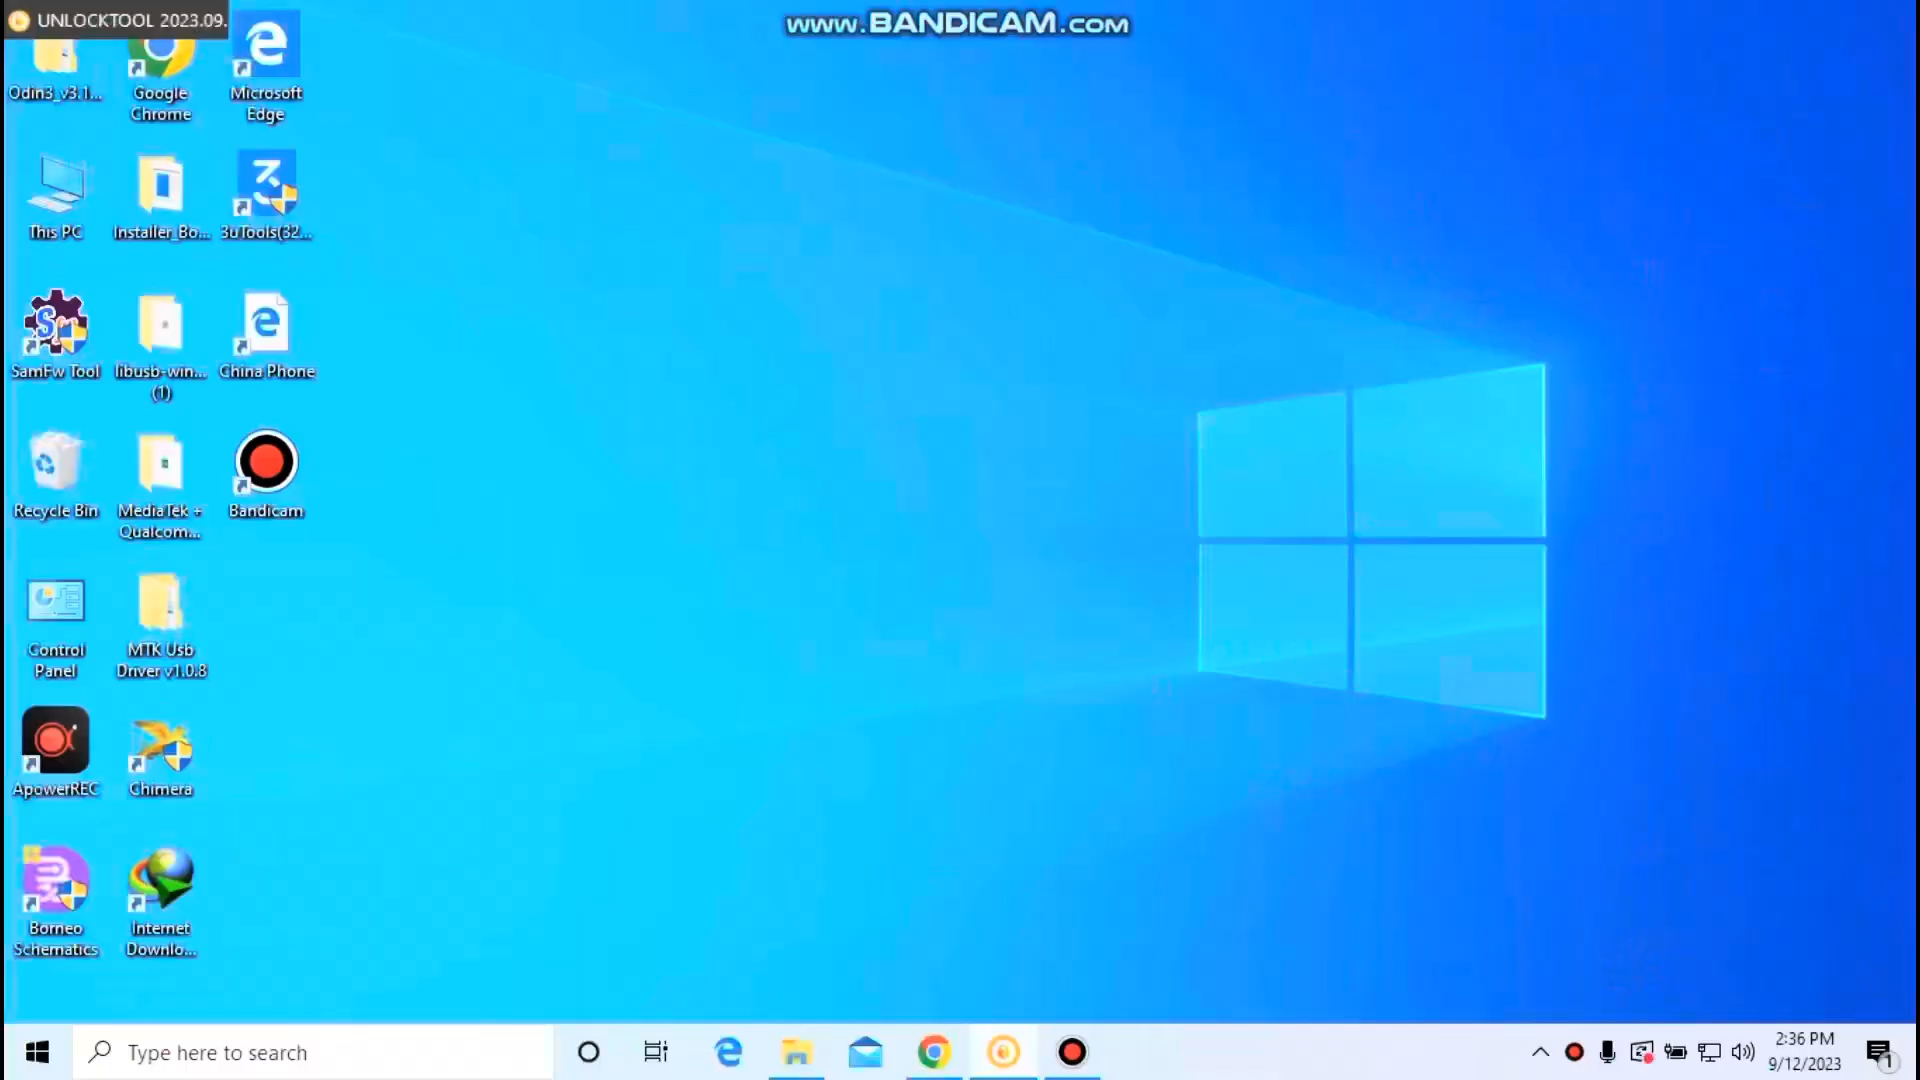 UNLOCKTOOL 2023.09.
www.BANDICAM.com
Odin3_v3.1...
Google
Chrome
Microsoft
Edge
This PC
Installer_Bo...
3uTools(32...
SamFw Tool
libusb-win...
(1)
China Phone
Recycle Bin
MediaTek +
Qualcom...
Bandicam
Control
Panel
MTK Usb
Driver v1.0.8
ApowerREC
Chimera
Borneo
Schematics
Internet
Downlo...
Type here to search
2:36 PM
9/12/2023
1